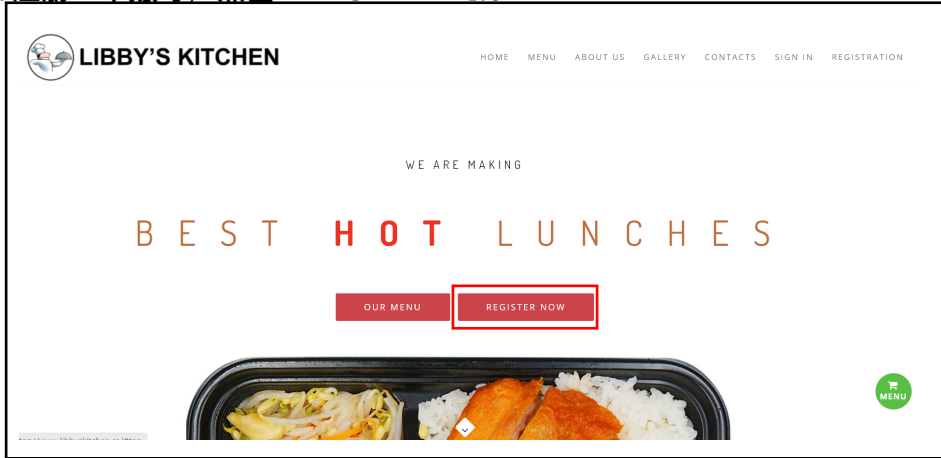 LIBBY'S KITCHEN
HOME MENU ABOUT US GALLERY CONTACTS SIGN IN REGISTRATION
WE ARE MAKING
BEST HOT LUNCHES
OUR MENU REGISTER NOW
MENU